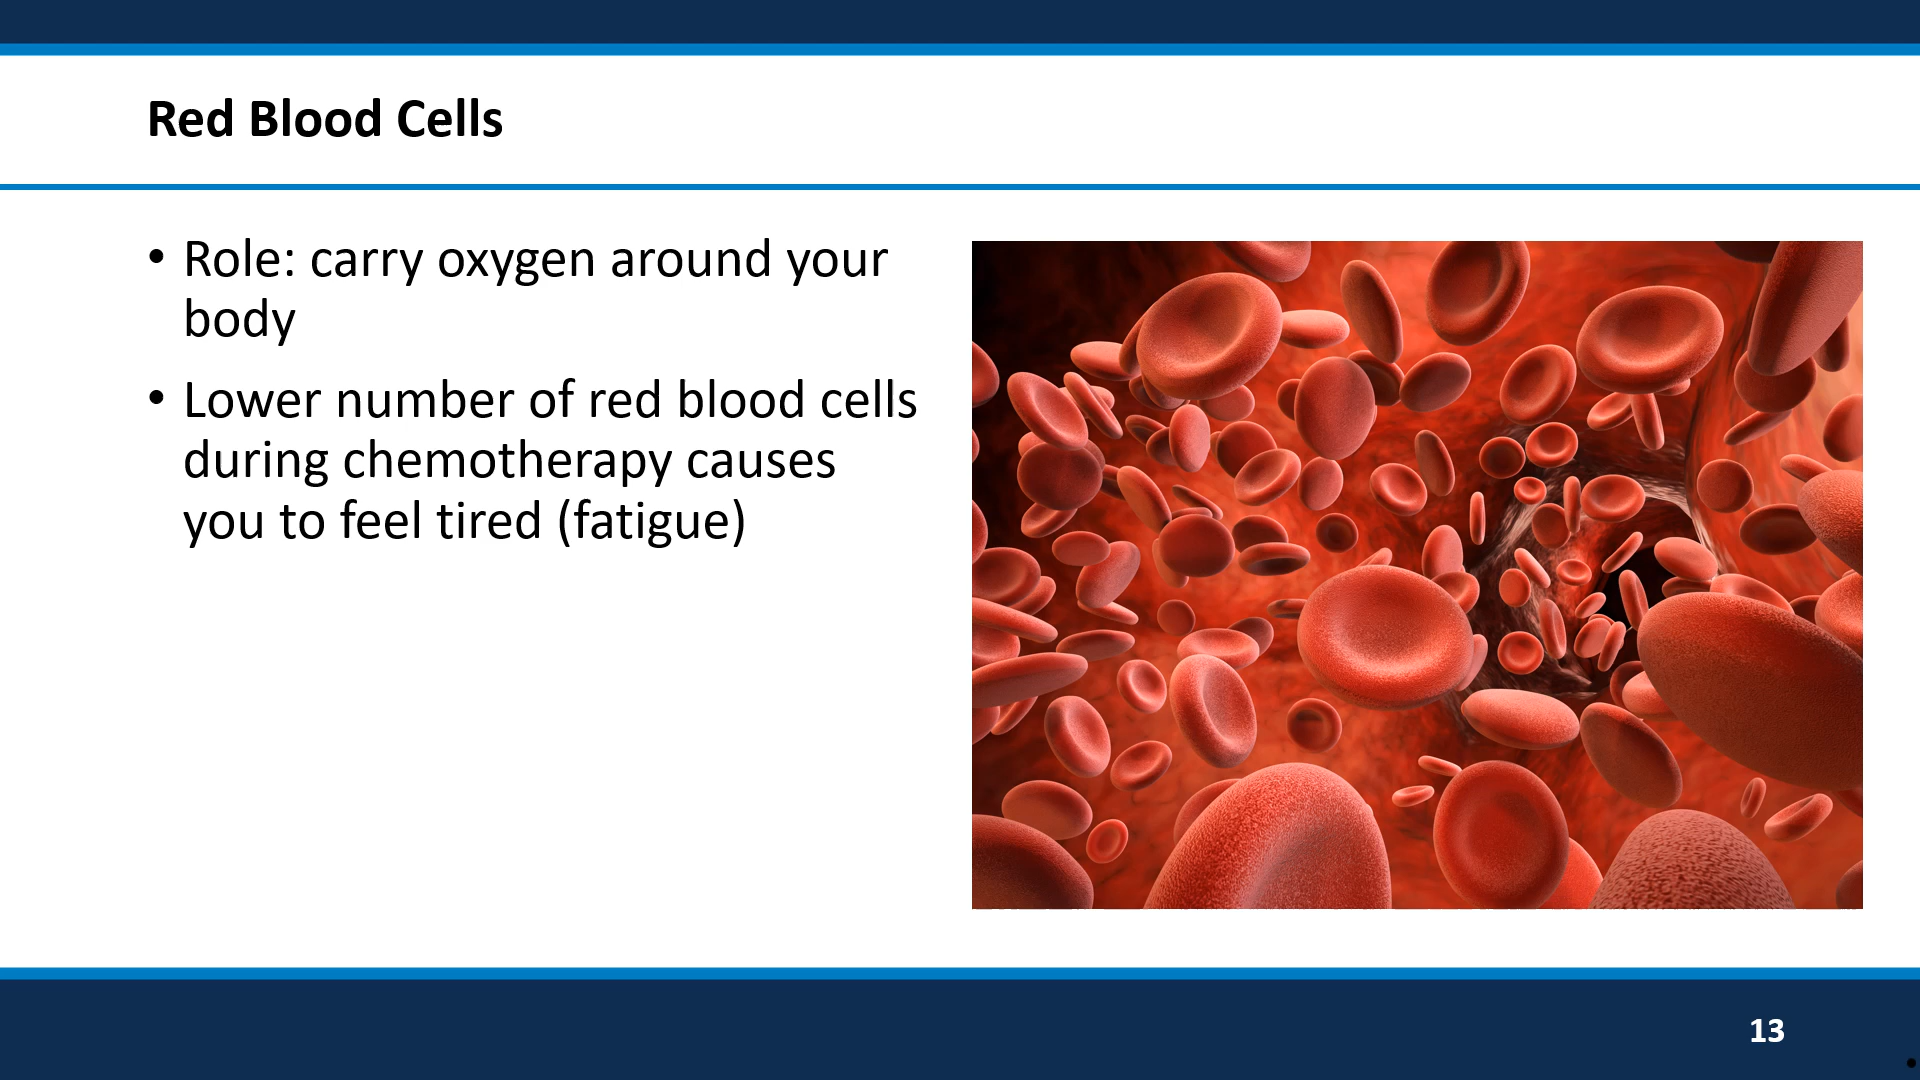 Red Blood Cells
• Role: carry oxygen around your
body
• Lower number of red blood cells
during chemotherapy causes
you to feel tired (fatigue)
13